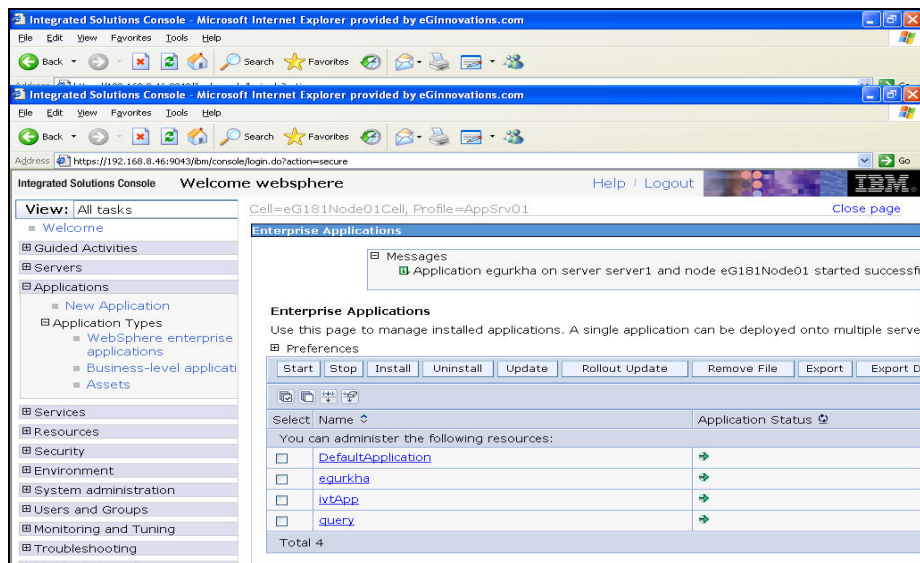 Integrated Solutions Console - Microsoft Internet Explorer provided by eGinnovations.com
File Edit View Favorites Tools Help
Back Search Favorites
Integrated Solutions Console - Microsoft Internet Explorer provided by eGinnovations.com
File Edit View Favorites Tools Help
Back Search Favorites
Address https://192.168.8.46:9043/ibm/console/login.do?action=secure Go
Integrated Solutions Console Welcome websphere Help | Logout IBM.
View: All tasks
Welcome
Guided Activities
Servers
Applications
New Application
Application Types
WebSphere enterprise
applications
Business-level applicati
Assets
Services
Resources
Security
Environment
System administration
Users and Groups
Monitoring and Tuning
Troubleshooting
Cell=eG181Node01Cell, Profile=AppSrv01 Close page
Enterprise Applications
Messages
Application egurkha on server server1 and node eG181Node01 started successf
Enterprise Applications
Use this page to manage installed applications. A single application can be deployed onto multiple serve
Preferences
Start Stop Install Uninstall Update Rollout Update Remove File Export Export D
Select Name Application Status
You can administer the following resources:
DefaultApplication
egurkha
ivtApp
query
Total 4